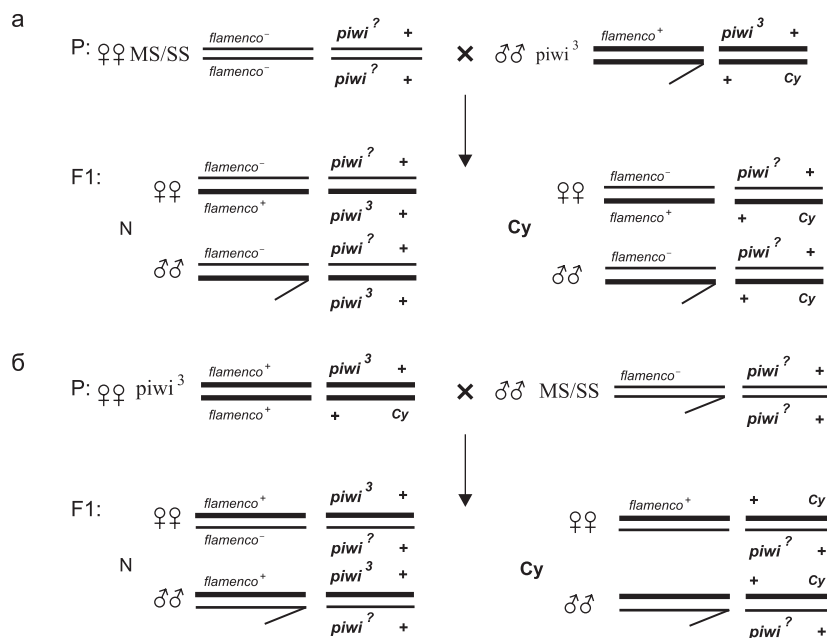 а
P: ♀♀ MS/SS flamenco⁻ piwi? + × ♂♂ piwi³ flamenco⁺ piwi³ +
flamenco⁻ piwi? + + Cy
F1:
N
♀♀ flamenco⁻ piwi? +
flamenco⁺ piwi³ +
♂♂ flamenco⁻ piwi? +
piwi³ +
Cy
♀♀ flamenco⁻ piwi? +
flamenco⁺ + Cy
♂♂ flamenco⁻ piwi? +
+ Cy
б
P: ♀♀ piwi³ flamenco⁺ piwi³ + × ♂♂ MS/SS flamenco⁻ piwi? +
flamenco⁺ + Cy piwi? +
F1:
N
♀♀ flamenco⁺ piwi³ +
flamenco⁻ piwi? +
♂♂ flamenco⁺ piwi³ +
piwi? +
Cy
♀♀ flamenco⁺ + Cy
piwi? +
♂♂ + Cy
piwi? +